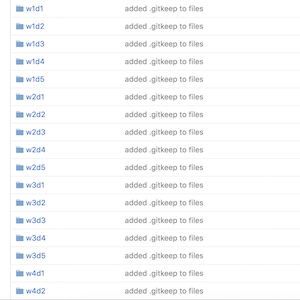 w1d1 added .gitkeep to files
w1d2 added .gitkeep to files
w1d3 added .gitkeep to files
w1d4 added .gitkeep to files
w1d5 added .gitkeep to files
w2d1 added .gitkeep to files
w2d2 added .gitkeep to files
w2d3 added .gitkeep to files
w2d4 added .gitkeep to files
w2d5 added .gitkeep to files
w3d1 added .gitkeep to files
w3d2 added .gitkeep to files
w3d3 added .gitkeep to files
w3d4 added .gitkeep to files
w3d5 added .gitkeep to files
w4d1 added .gitkeep to files
w4d2 added .gitkeep to files